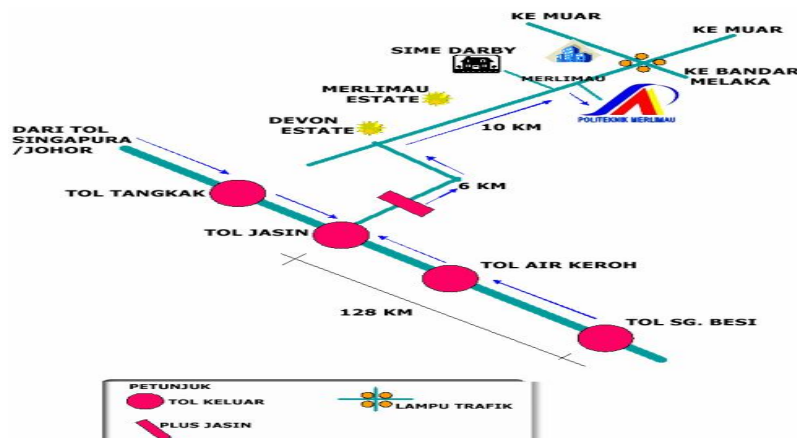 KE MUAR
KE MUAR
SIME DARBY
MERLIMAU
KE BANDAR
MELAKA
MERLIMAU
ESTATE
DEVON
ESTATE
POLITEKNIK MERLIMAU
10 KM
DARI TOL
SINGAPURA
/JOHOR
TOL TANGKAK
6 KM
TOL JASIN
TOL AIR KEROH
128 KM
TOL SG. BESI
PETUNJUK
TOL KELUAR
LAMPU TRAFIK
PLUS JASIN